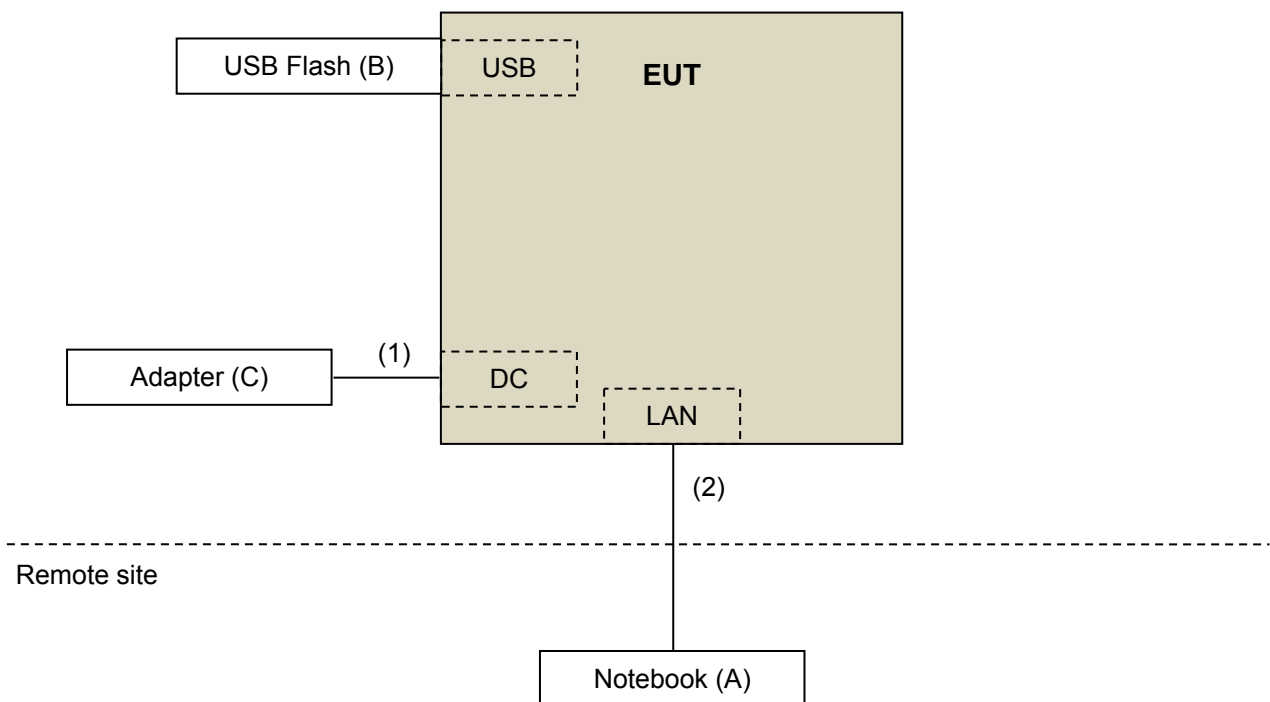 USB Flash (B)
USB
EUT
Adapter (C)
(1)
DC
LAN
(2)
Remote site
Notebook (A)